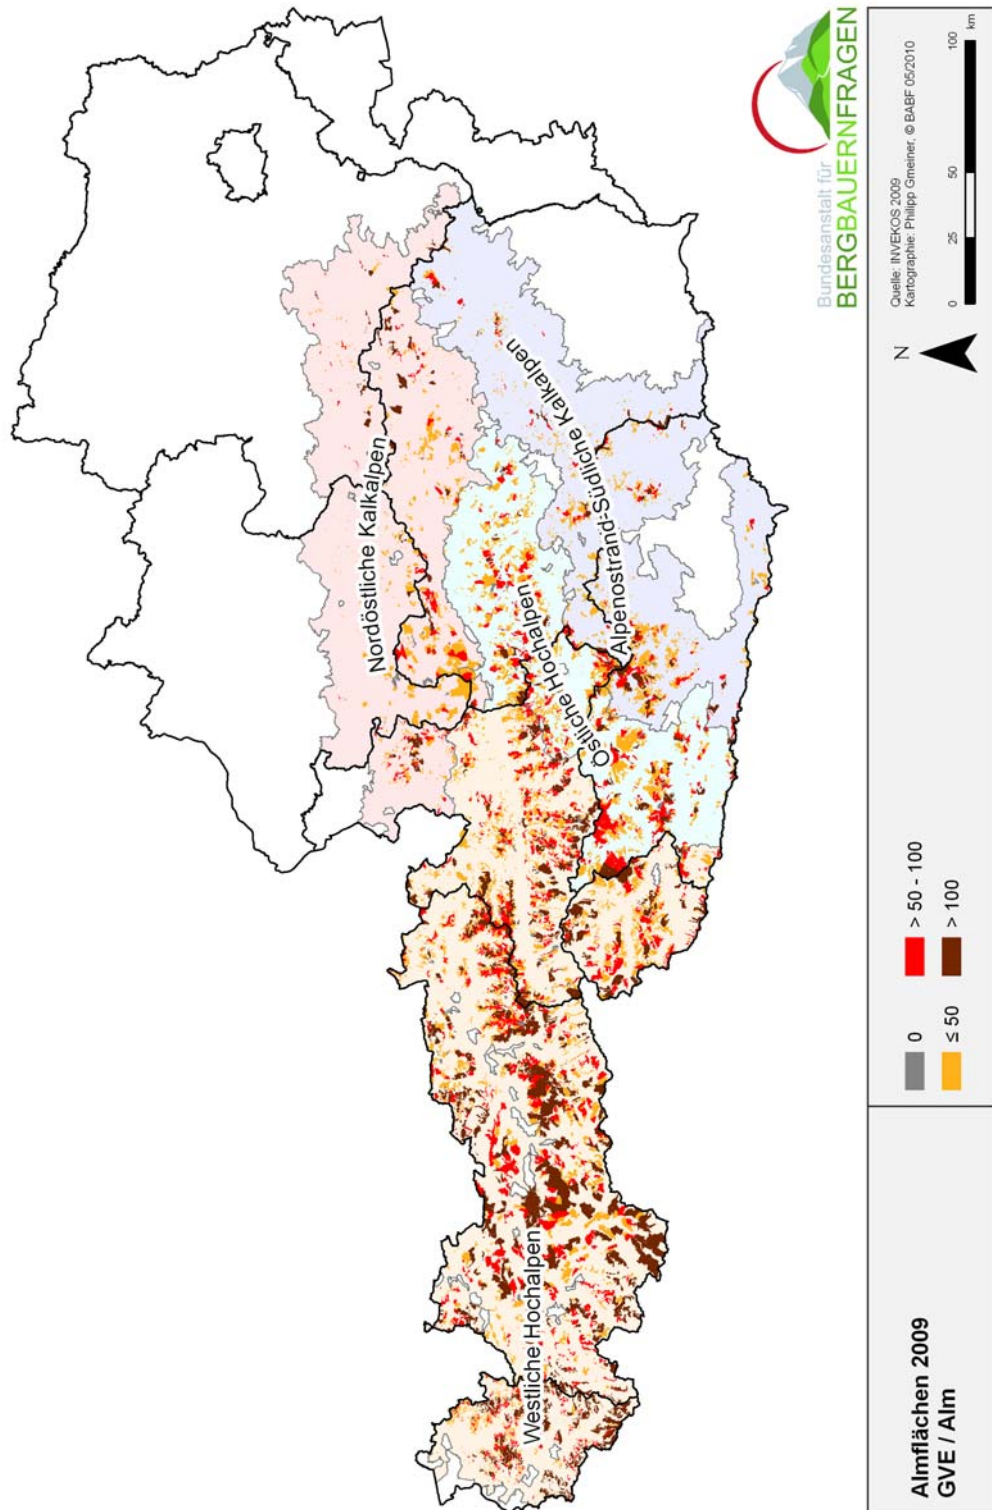 Nordöstliche Kalkalpen
Alpenostrand-Südliche Kalkalpen
Östliche Hochalpen
Westliche Hochalpen
Bundesanstalt für
BERGBAUERNFRAGEN
Almflächen 2009
GVE / Alm
0
≤ 50
> 50 - 100
> 100
N
Quelle: INVEKOS 2009
Kartographie: Philipp Gmeiner, © BABF 05/2010
0 25 50 100
km